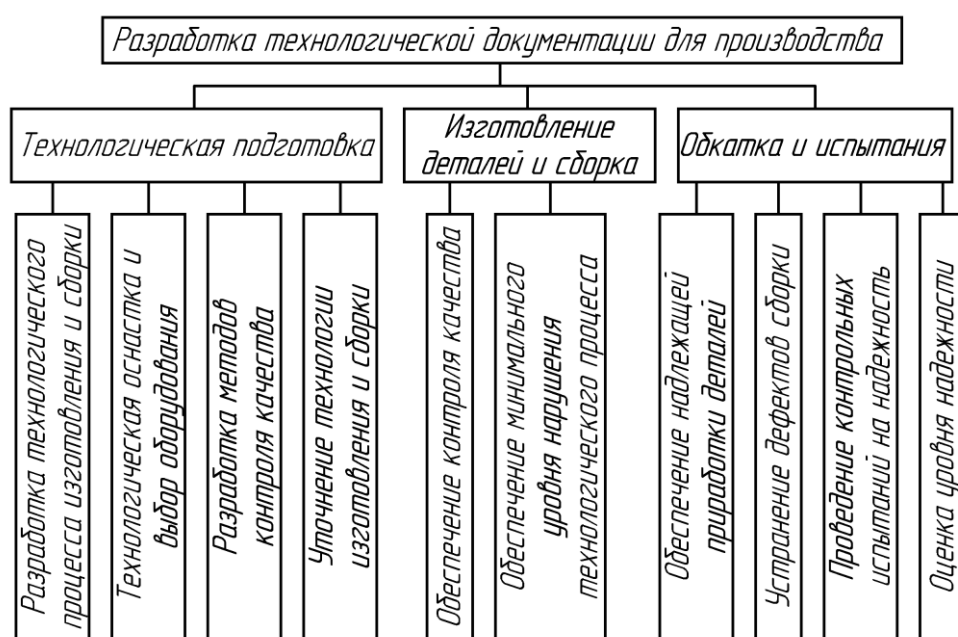 Разработка технологической документации для производства
Технологическая подготовка
Изготовление
деталей и сборка
Обкатка и испытания
Разработка технологического
процесса изготовления и сборки
Технологическая оснастка и
выбор оборудования
Разработка методов
контроля качества
Уточнение технологии
изготовления и сборки
Обеспечение контроля качества
Обеспечение минимального
уровня нарушения
технологического процесса
Обеспечение надлежащей
приработки деталей
Устранение дефектов сборки
Проведение контрольных
испытаний на надежность
Оценка уровня надежности